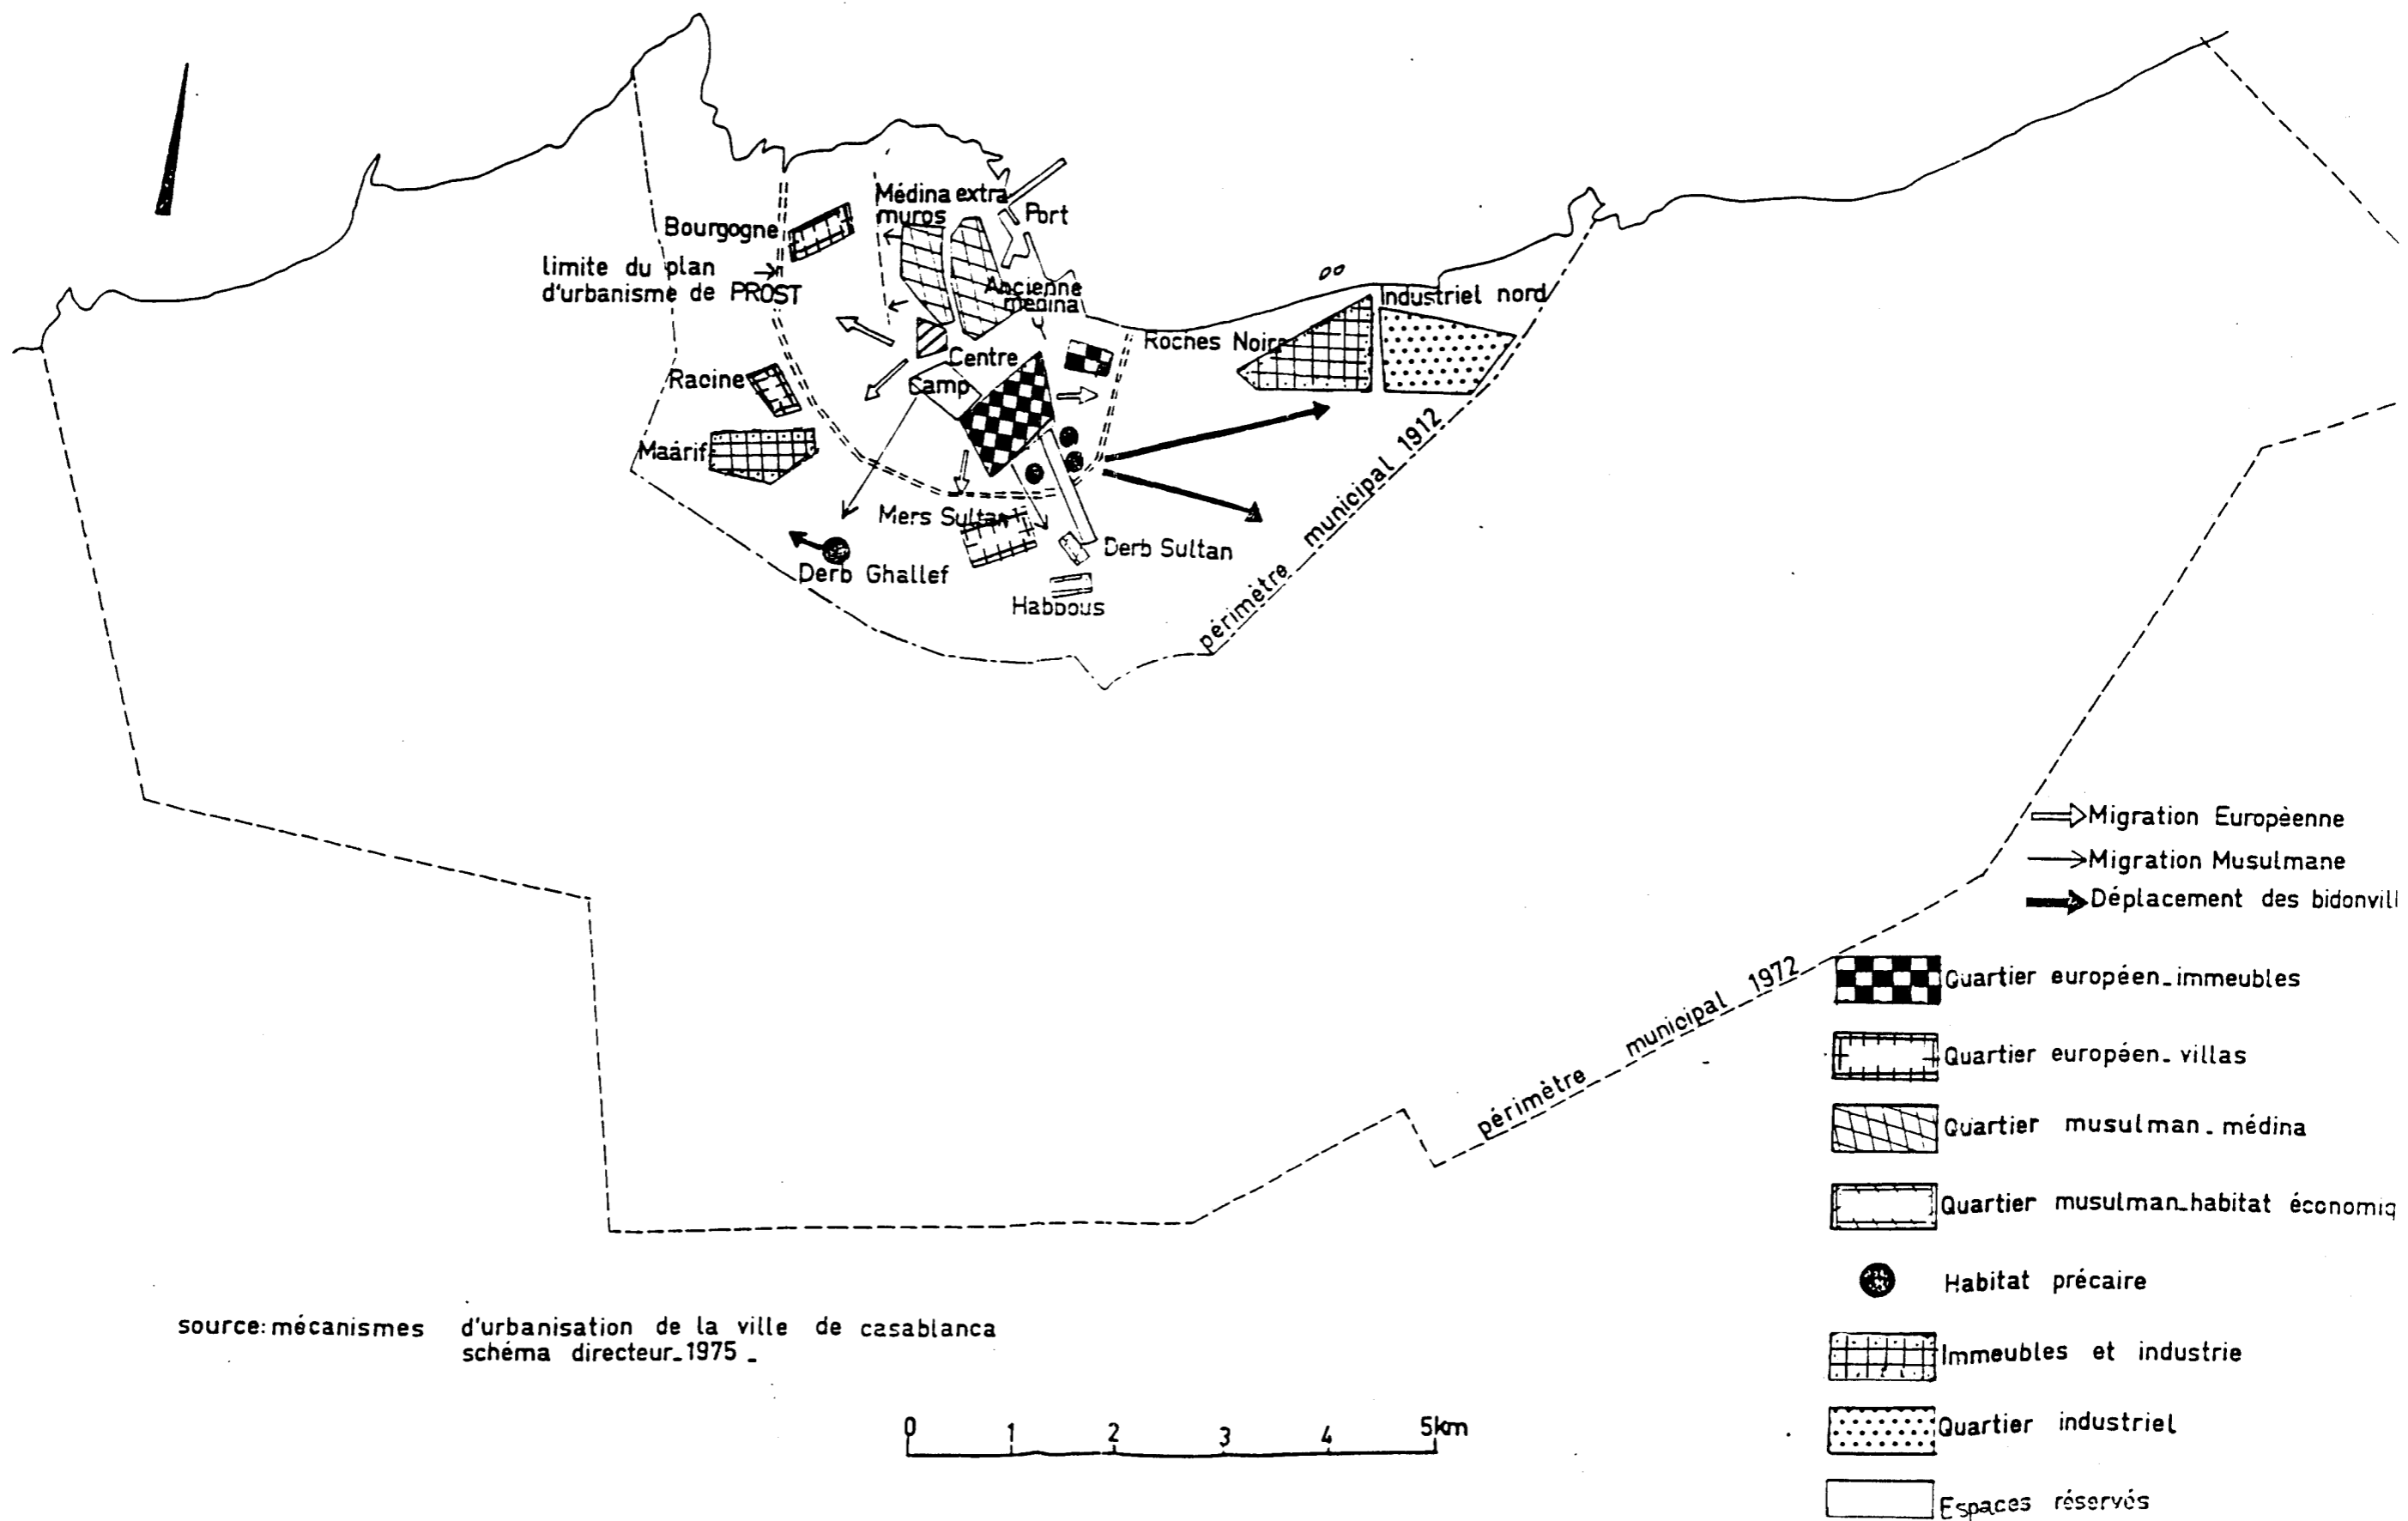 Médina extra
muros
Port
Bourgogne
limite du plan
d'urbanisme de PROST
Ancienne
médina
Industriel nord
Roches Noires
Centre
Racine
Camp
Maârif
Mers Sultan
Derb Sultan
Derb Ghallef
Habbous
périmètre municipal 1912
périmètre municipal 1972
Migration Européenne
Migration Musulmane
Déplacement des bidonvill
Quartier européen_immeubles
Quartier européen_villas
Quartier musulman_médina
Quartier musulman_habitat économiq
Habitat précaire
Immeubles et industrie
Quartier industriel
Espaces réservés
source: mécanismes d'urbanisation de la ville de casablanca
schéma directeur_1975_
0 1 2 3 4 5km